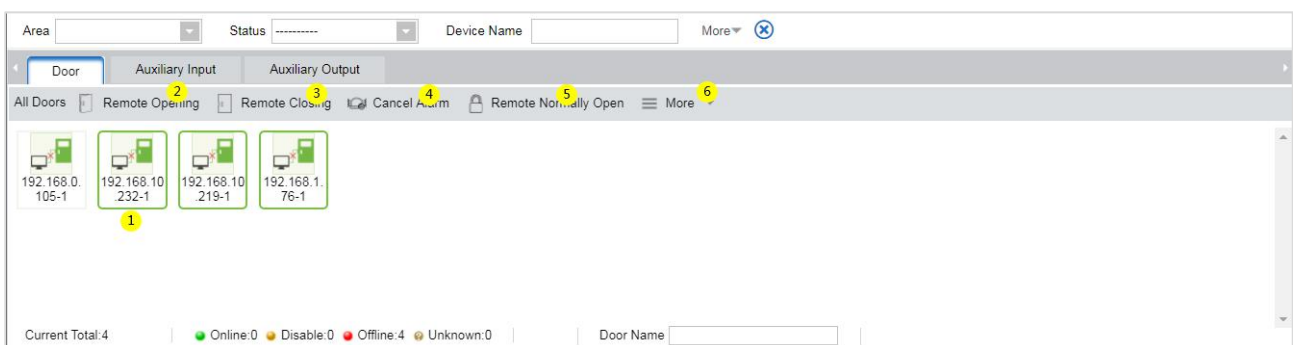 Area Status ---------- Device Name More
Door Auxiliary Input Auxiliary Output
2 3 4 5 6
All Doors Remote Opening Remote Closing Cancel Alarm Remote Normally Open More
192.168.0. 192.168.10 192.168.10 192.168.1.
105-1 .232-1 .219-1 76-1
1
Current Total:4 Online:0 Disable:0 Offline:4 Unknown:0 Door Name